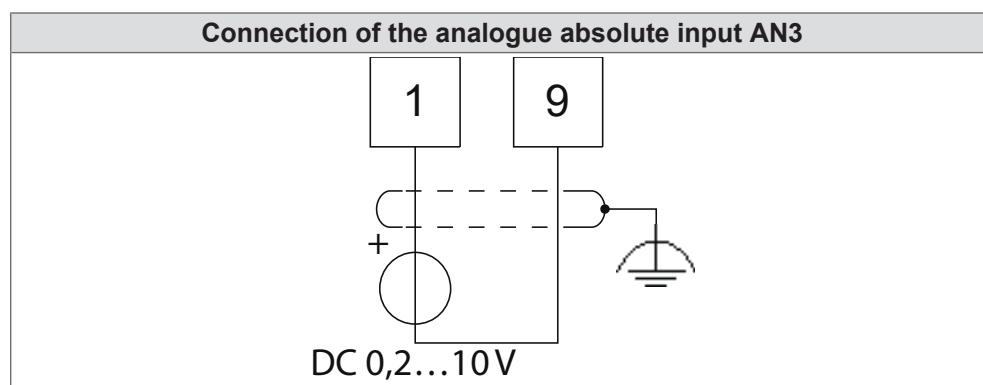 Connection of the analogue absolute input AN3
1 9
+
DC 0,2…10 V